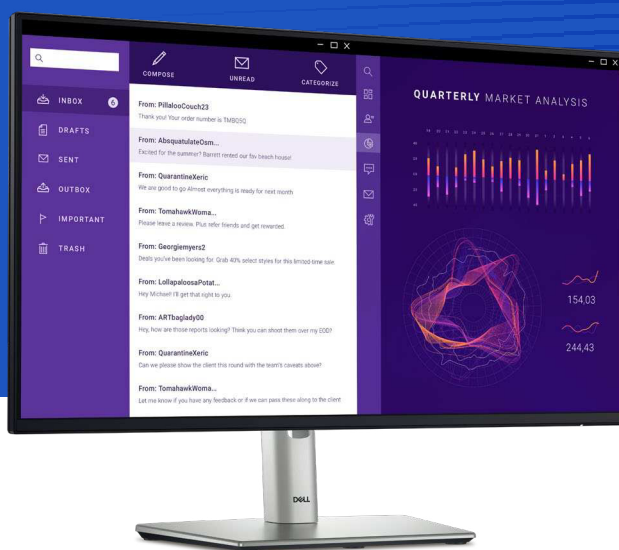 COMPOSE
UNREAD
CATEGORIZE
INBOX 6
DRAFTS
SENT
OUTBOX
IMPORTANT
TRASH
From: PillalooCouch23
Thank you! Your order number is TMBQ5Q
From: AbsquatulateOsm...
Excited for the summer? Barrett rented our fav beach house!
From: QuarantineXeric
We are good to go Almost everything is ready for next month
From: TomahawkWoma...
Please leave a review. Plus refer friends and get rewarded.
From: Georgiemyers2
Deals you've been looking for Grab 40% select styles for this limited-time sale
From: LollapaloosaPotat...
Hey Michael! I'll get that right to you
From: ARTbaglady00
Hey, how are those reports looking? Think you can shoot them over my EOD?
From: QuarantineXeric
Can we please show the client this round with the team's caveats above?
From: TomahawkWoma...
Let me know if you have any feedback or if we can pass these along to the client
QUARTERLY MARKET ANALYSIS
154,03
244,43
DELL